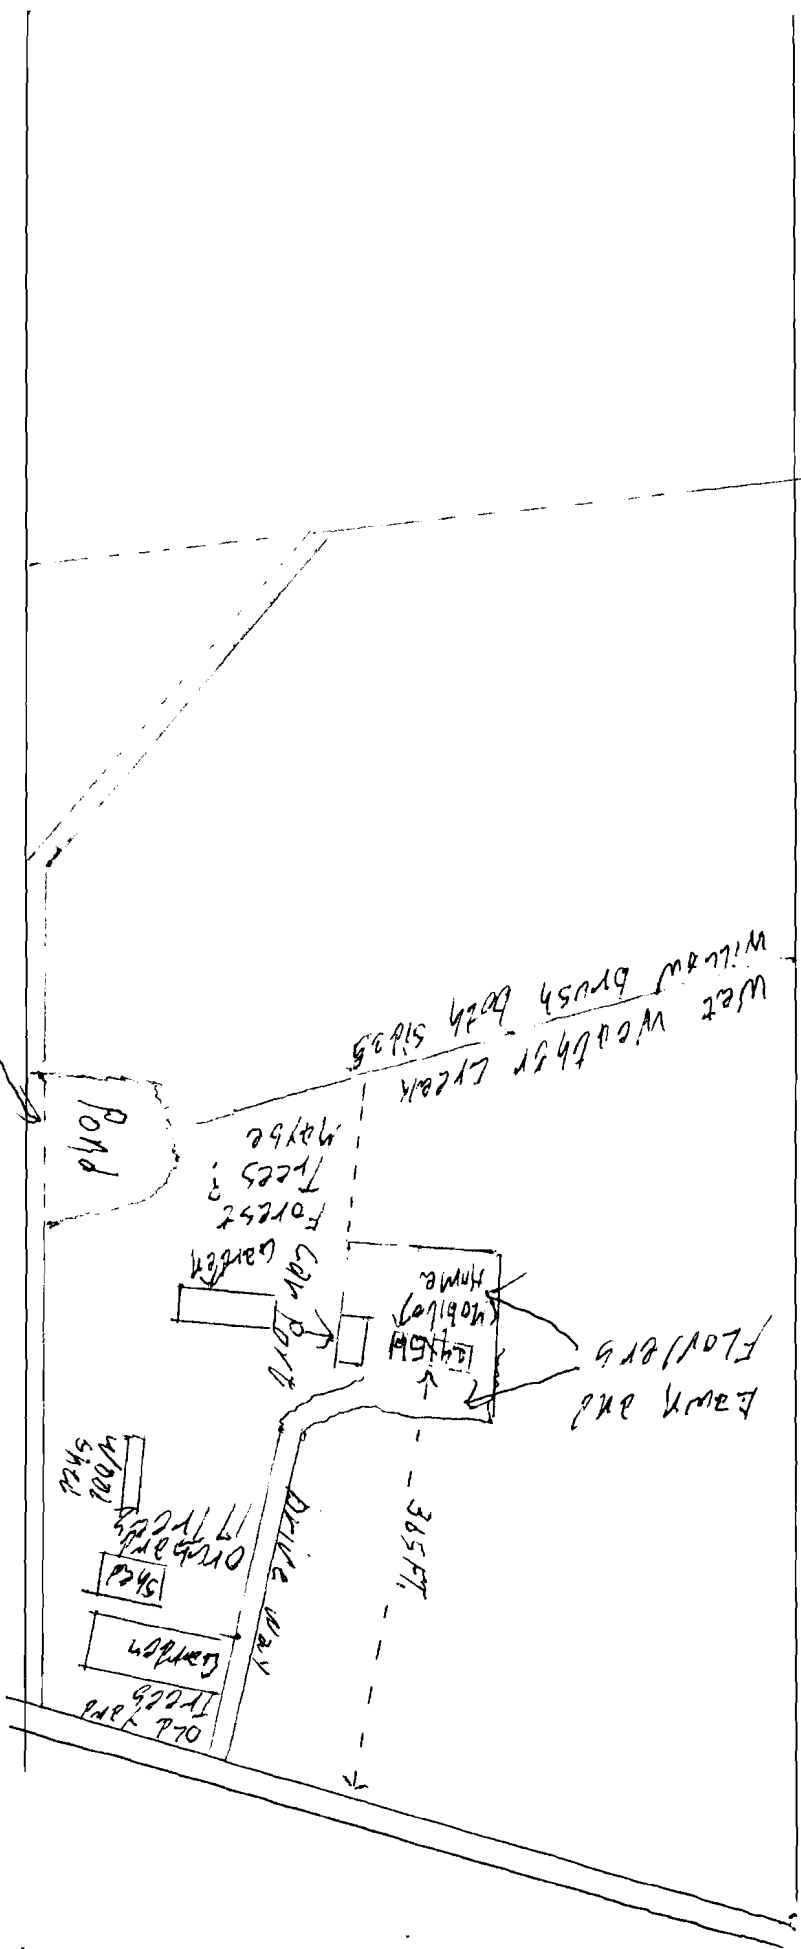 Old Yard
Trees
Garden
Shed
Orchard
17 Trees
Wood
Shed
Drive Way
365 FT.
Lawn and
Flowers
Mobile
Home
Car Port
Garden
Forest
Trees?
Maybe
Pond
Wet Weather Creek
willow brush both sides